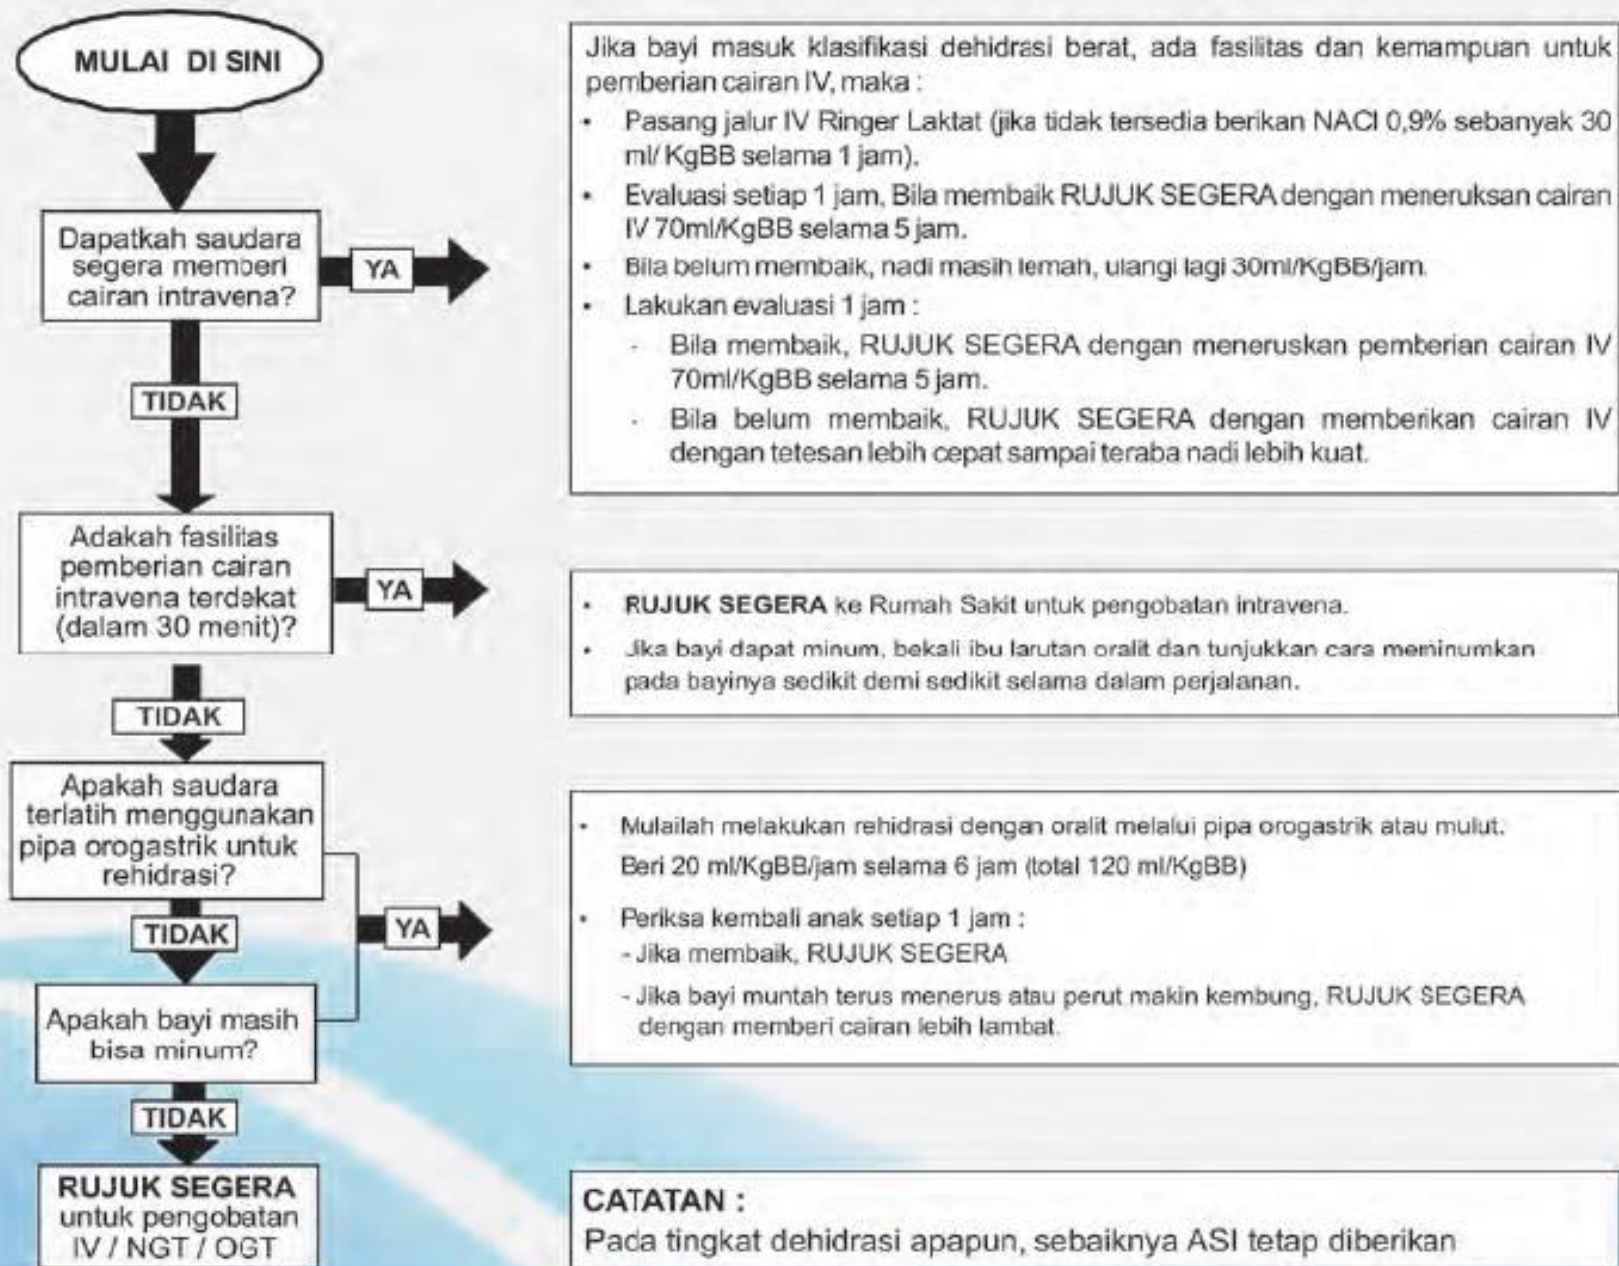 MULAI DI SINI
Jika bayi masuk klasifikasi dehidrasi berat, ada fasilitas dan kemampuan untuk
pemberian cairan IV, maka :
• Pasang jalur IV Ringer Laktat (jika tidak tersedia berikan NACI 0,9% sebanyak 30
ml/ KgBB selama 1 jam).
• Evaluasi setiap 1 jam, Bila membaik RUJUK SEGERA dengan meneruksan cairan
IV 70ml/KgBB selama 5 jam.
• Bila belum membaik, nadi masih lemah, ulangi lagi 30ml/KgBB/jam.
• Lakukan evaluasi 1 jam :
- Bila membaik, RUJUK SEGERA dengan meneruskan pemberian cairan IV
70ml/KgBB selama 5 jam.
- Bila belum membaik, RUJUK SEGERA dengan memberikan cairan IV
dengan tetesan lebih cepat sampai teraba nadi lebih kuat.
Dapatkah saudara
segera memberi
cairan intravena?
YA
TIDAK
Adakah fasilitas
pemberian cairan
intravena terdekat
(dalam 30 menit)?
YA
• RUJUK SEGERA ke Rumah Sakit untuk pengobatan intravena.
• Jika bayi dapat minum, bekali ibu larutan oralit dan tunjukkan cara meminumkan
pada bayinya sedikit demi sedikit selama dalam perjalanan.
TIDAK
Apakah saudara
terlatih menggunakan
pipa orogastrik untuk
rehidrasi?
• Mulailah melakukan rehidrasi dengan oralit melalui pipa orogastrik atau mulut.
Beri 20 ml/KgBB/jam selama 6 jam (total 120 ml/KgBB)
• Periksa kembali anak setiap 1 jam :
- Jika membaik, RUJUK SEGERA
- Jika bayi muntah terus menerus atau perut makin kembung, RUJUK SEGERA
dengan memberi cairan lebih lambat.
TIDAK
YA
Apakah bayi masih
bisa minum?
TIDAK
RUJUK SEGERA
untuk pengobatan
IV / NGT / OGT
CATATAN :
Pada tingkat dehidrasi apapun, sebaiknya ASI tetap diberikan